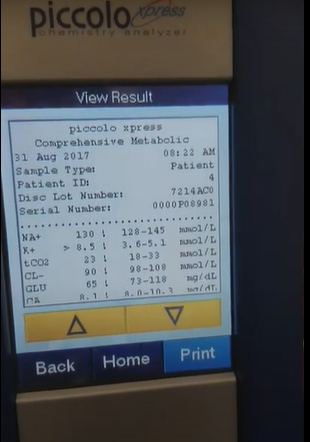 piccolo xpress
chemistry analyzer
View Result
piccolo xpress
Comprehensive Metabolic
31 Aug 2017 08:22 AM
Sample Type: Patient
Patient ID: 4
Disc Lot Number: 7214AC0
Serial Number: 0000P08981
NA+ 130 ! 128-145 mmol/L
K+ > 8.5 ! 3.6-5.1 mmol/L
tCO2 23 ! 18-33 mmol/L
CL- 90 ! 98-108 mmol/L
GLU 65 ! 73-118 mg/dL
CA 8.1 ! 8.0-10.3 mg/dL
Back Home Print